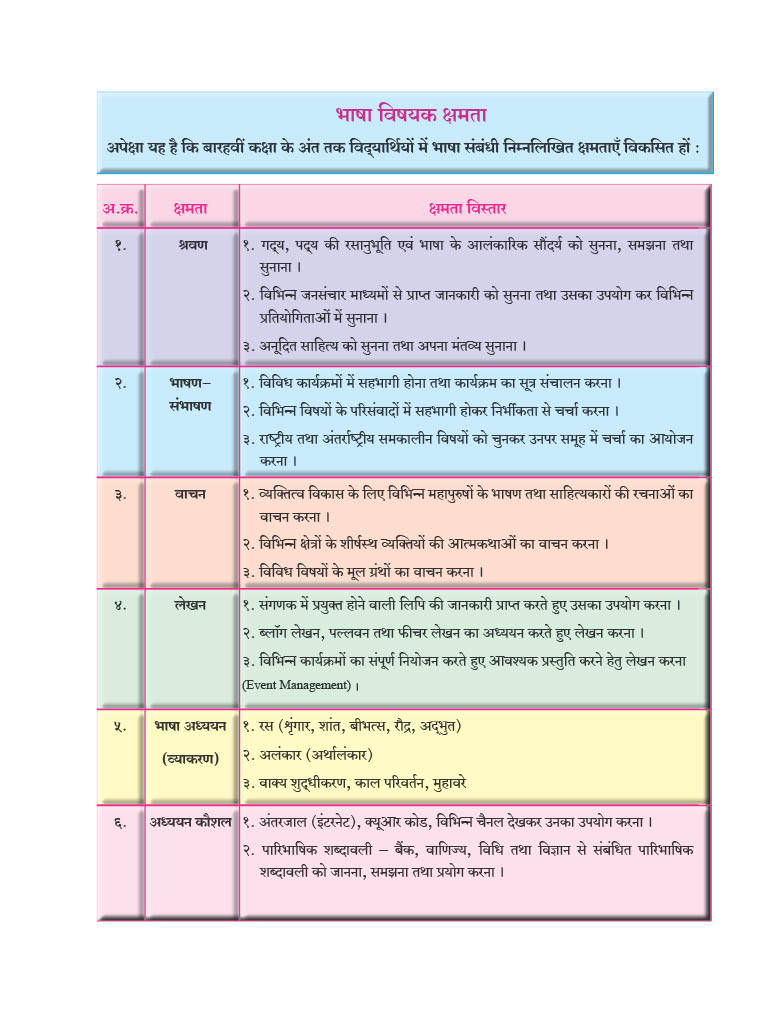 भाषा विषयक क्षमता
अपेक्षा यह है कि बारहवीं कक्षा के अंत तक विद्यार्थियों में भाषा संबंधी निम्नलिखित क्षमताएँ विकसित हों :
अ.क्र. क्षमता क्षमता विस्तार
१. श्रवण १. गद्य, पद्य की रसानुभूति एवं भाषा के आलंकारिक सौंदर्य को सुनना, समझना तथा
सुनाना ।
२. विभिन्न जनसंचार माध्यमों से प्राप्त जानकारी को सुनना तथा उसका उपयोग कर विभिन्न
प्रतियोगिताओं में सुनाना ।
३. अनूदित साहित्य को सुनना तथा अपना मंतव्य सुनाना ।
२. भाषण– १. विविध कार्यक्रमों में सहभागी होना तथा कार्यक्रम का सूत्र संचालन करना ।
संभाषण २. विभिन्न विषयों के परिसंवादों में सहभागी होकर निर्भीकता से चर्चा करना ।
३. राष्ट्रीय तथा अंतर्राष्ट्रीय समकालीन विषयों को चुनकर उनपर समूह में चर्चा का आयोजन
करना ।
३. वाचन १. व्यक्तित्व विकास के लिए विभिन्न महापुरुषों के भाषण तथा साहित्यकारों की रचनाओं का
वाचन करना ।
२. विभिन्न क्षेत्रों के शीर्षस्थ व्यक्तियों की आत्मकथाओं का वाचन करना ।
३. विविध विषयों के मूल ग्रंथों का वाचन करना ।
४. लेखन १. संगणक में प्रयुक्त होने वाली लिपि की जानकारी प्राप्त करते हुए उसका उपयोग करना ।
२. ब्लॉग लेखन, पल्लवन तथा फीचर लेखन का अध्ययन करते हुए लेखन करना ।
३. विभिन्न कार्यक्रमों का संपूर्ण नियोजन करते हुए आवश्यक प्रस्तुति करने हेतु लेखन करना
(Event Management) ।
५. भाषा अध्ययन १. रस (शृंगार, शांत, बीभत्स, रौद्र, अद्भुत)
(व्याकरण) २. अलंकार (अर्थालंकार)
३. वाक्य शुद्धीकरण, काल परिवर्तन, मुहावरे
६. अध्ययन कौशल १. अंतरजाल (इंटरनेट), क्यूआर कोड, विभिन्न चैनल देखकर उनका उपयोग करना ।
२. पारिभाषिक शब्दावली – बैंक, वाणिज्य, विधि तथा विज्ञान से संबंधित पारिभाषिक
शब्दावली को जानना, समझना तथा प्रयोग करना ।